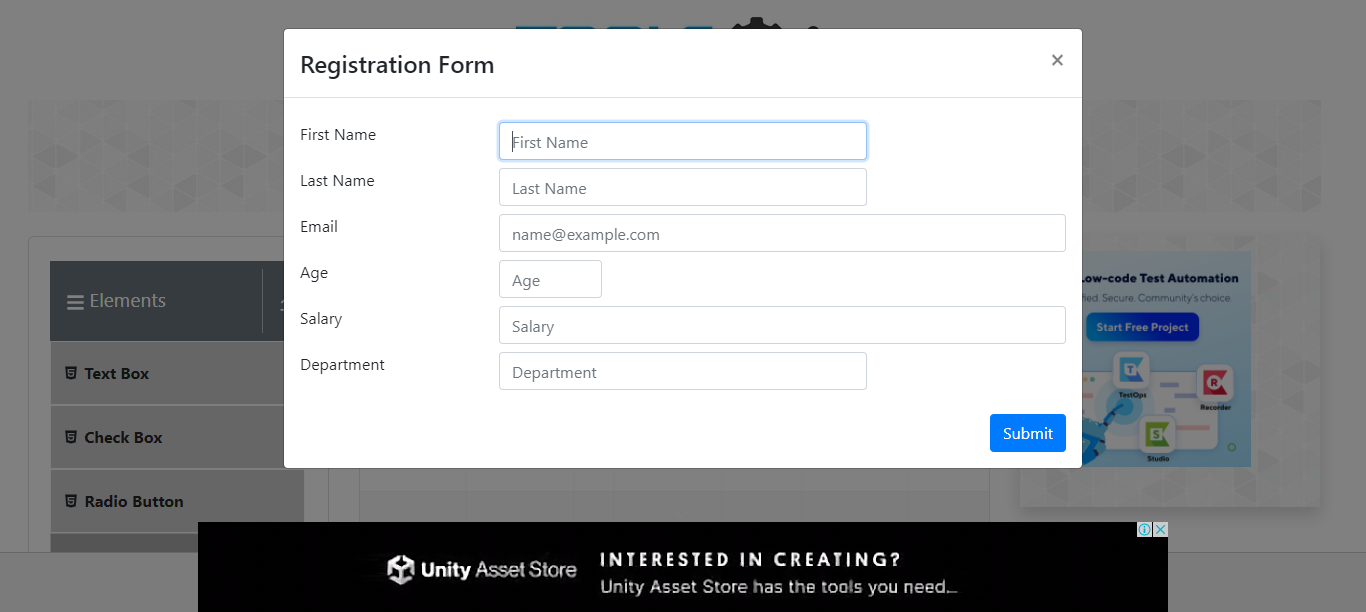 Registration Form
×
First Name
First Name
Last Name
Last Name
Email
name@example.com
Age
Age
Salary
Salary
Department
Department
Submit
Elements
Text Box
Check Box
Radio Button
ow-code Test Automation
fied. Secure. Community's choice.
Start Free Project
TestOps
Recorder
Studio
Unity Asset Store
INTERESTED IN CREATING?
Unity Asset Store has the tools you need...